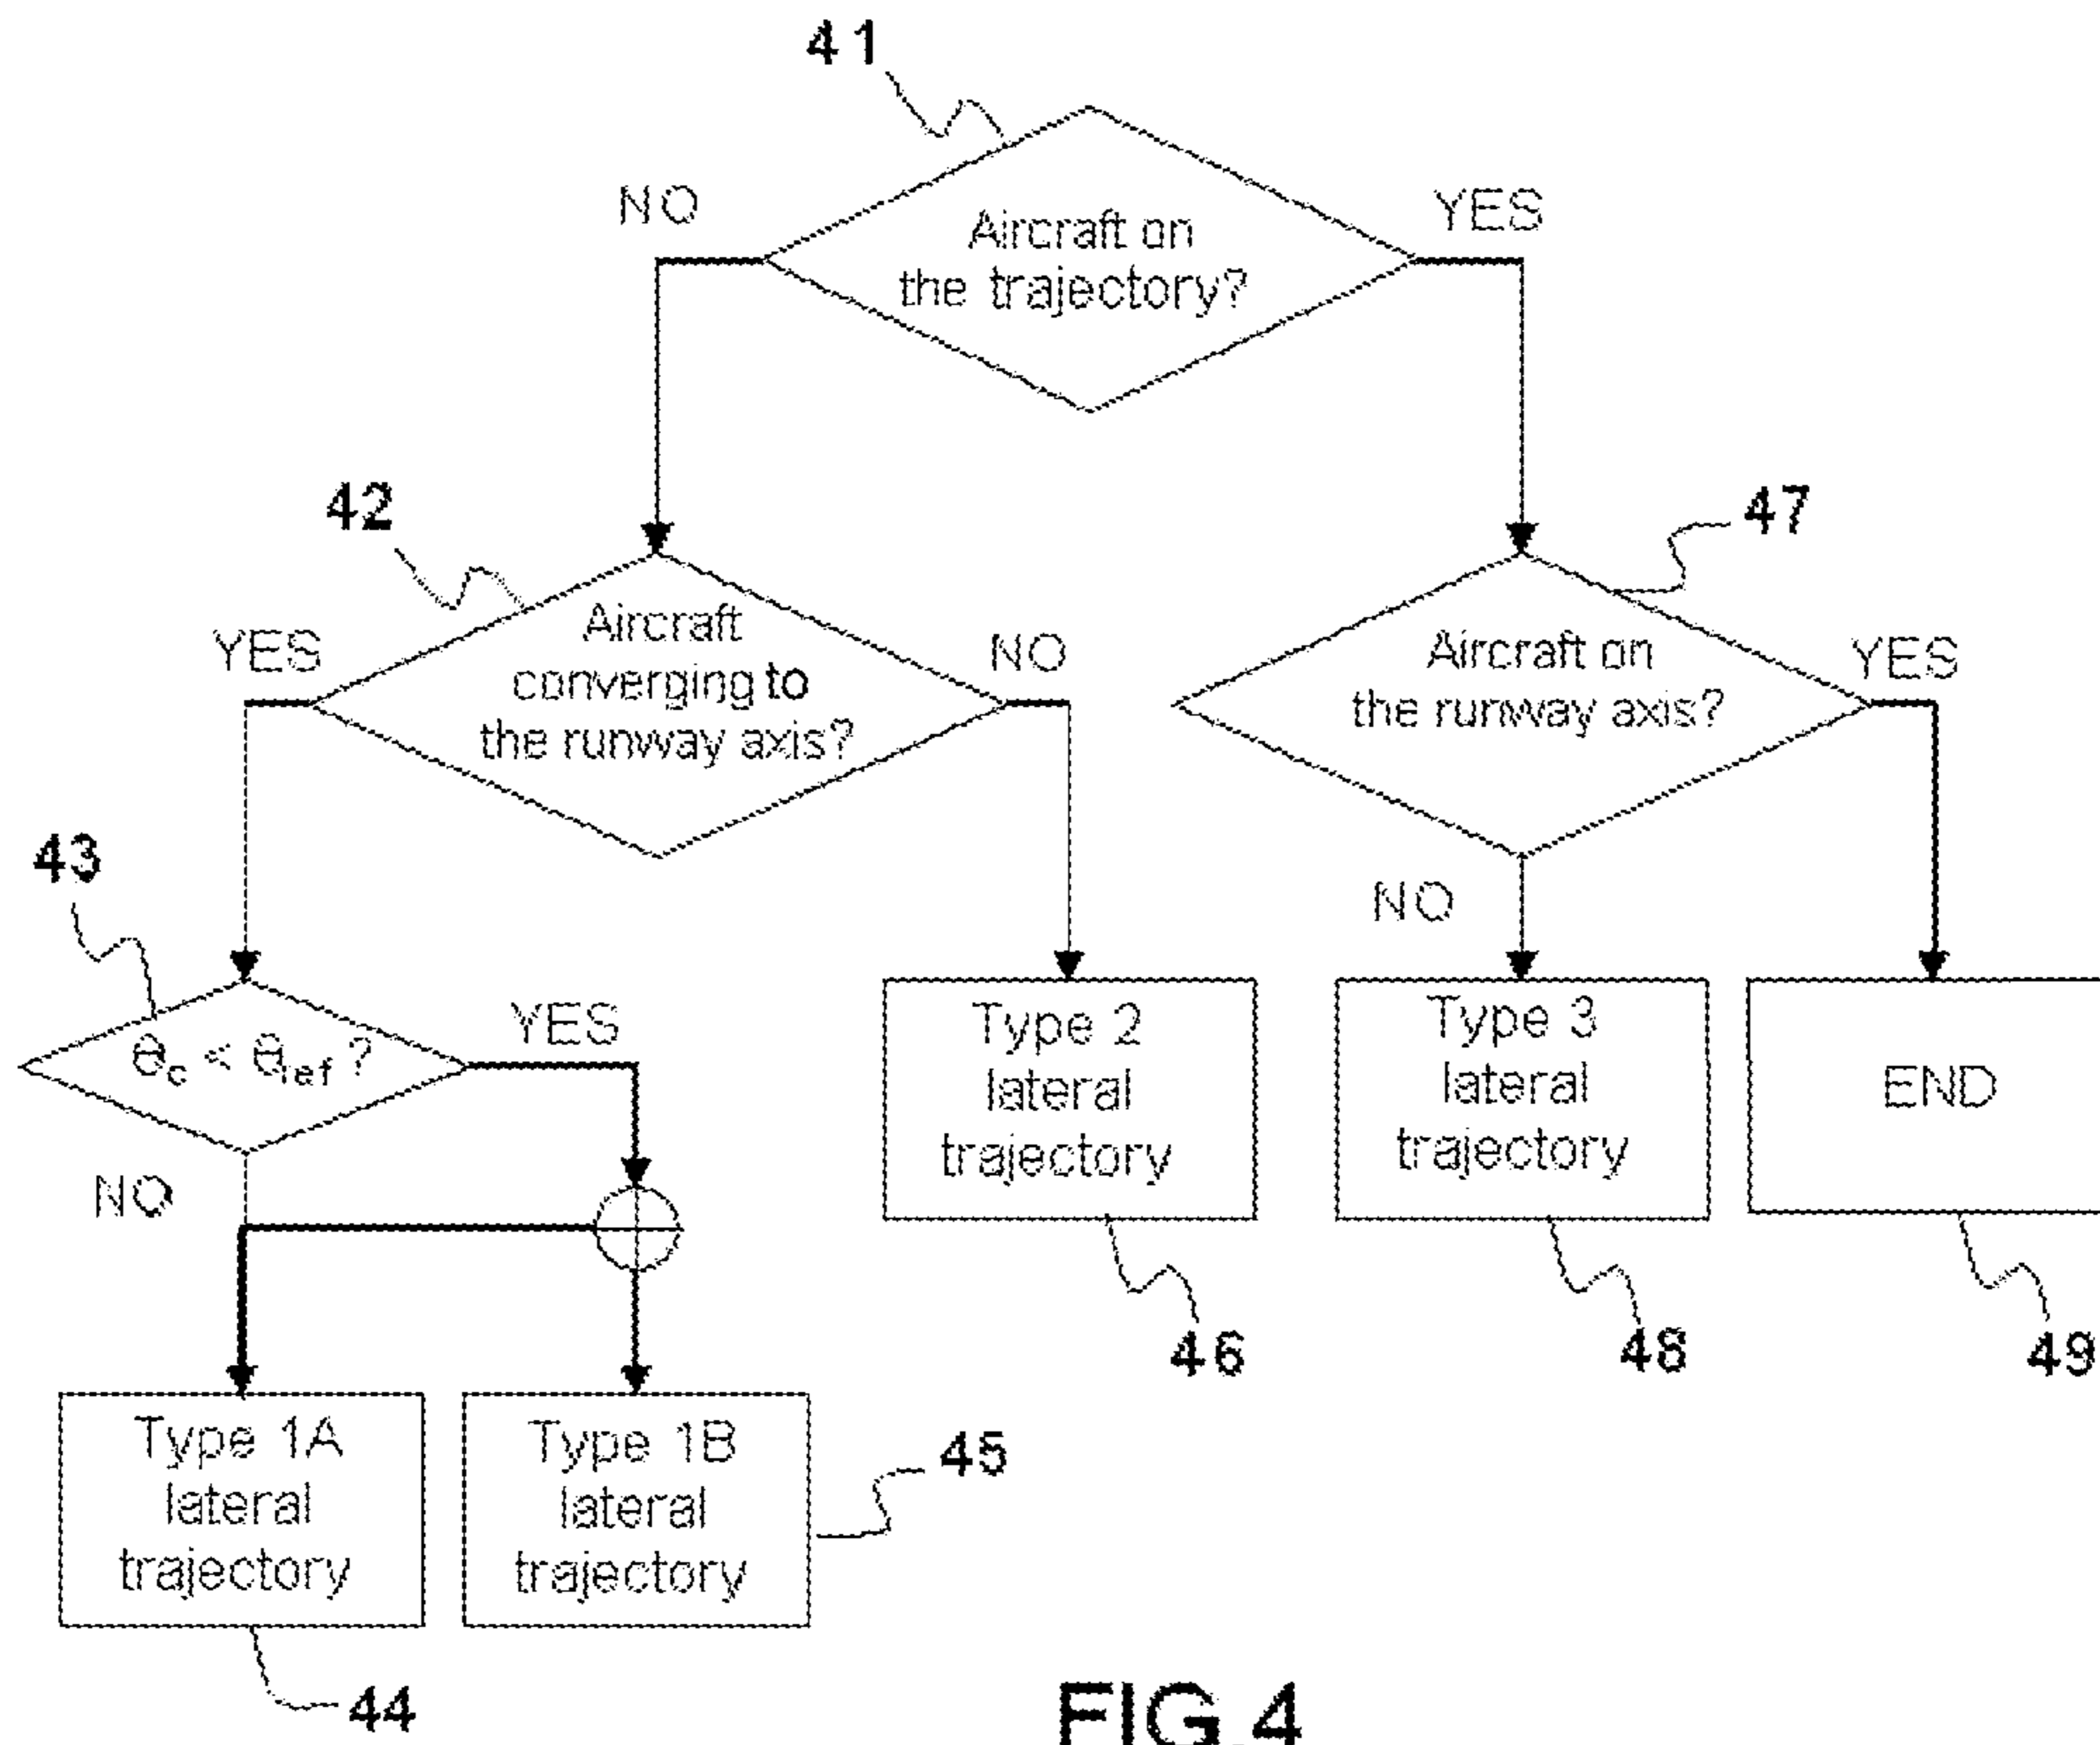 41
NO
YES
Aircraft on
the trajectory?
42
47
YES
Aircraft
converging to
the runway axis?
NO
Aircraft on
the runway axis?
YES
43
NO
θc < θref ?
YES
NO
Type 2
lateral
trajectory
Type 3
lateral
trajectory
END
46
48
49
Type 1A
lateral
trajectory
Type 1B
lateral
trajectory
45
44
FIG.4